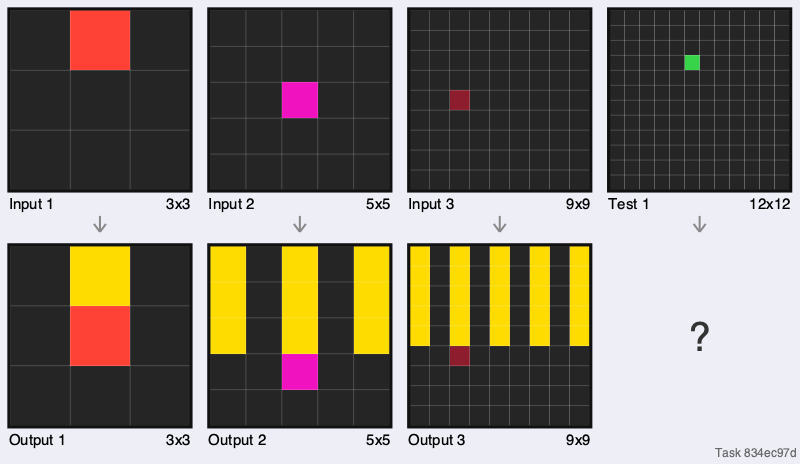 Input 1 3x3
Input 2 5x5
Input 3 9x9
Test 1 12x12
Output 1 3x3
Output 2 5x5
Output 3 9x9
?
Task 834ec97d